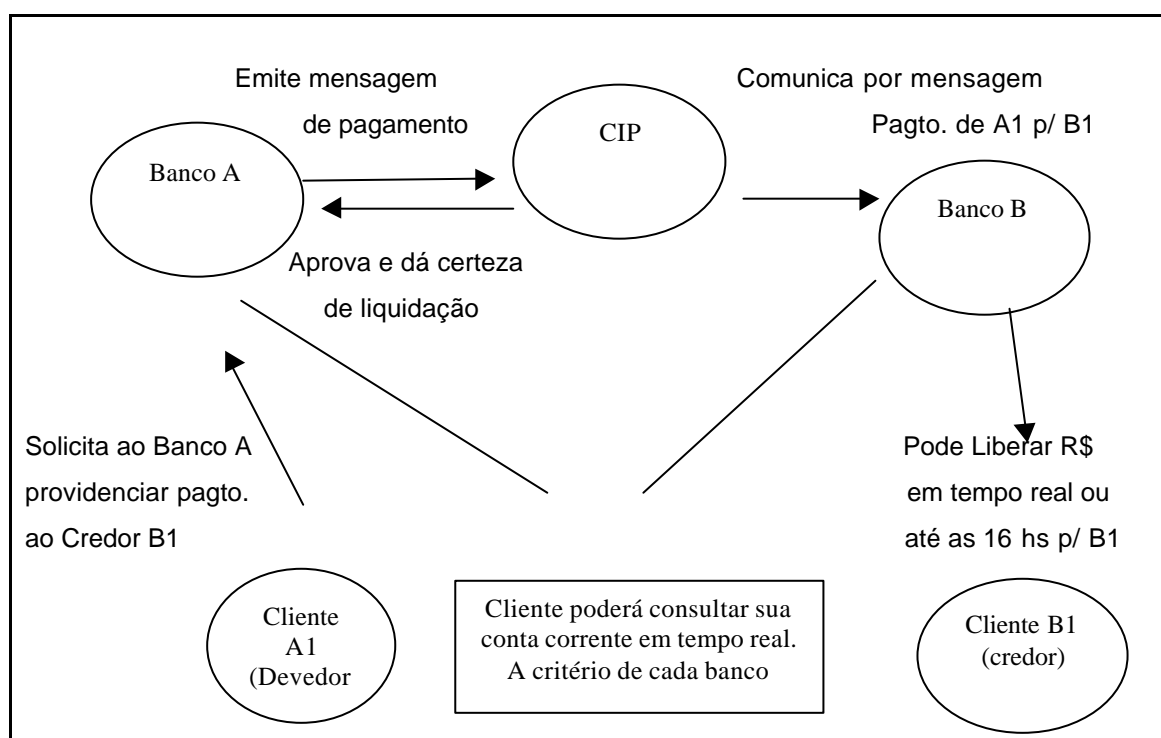 Emite mensagem
de pagamento
Comunica por mensagem
Pagto. de A1 p/ B1
CIP
Banco A
Banco B
Aprova e dá certeza
de liquidação
Solicita ao Banco A
providenciar pagto.
ao Credor B1
Pode Liberar R$
em tempo real ou
até as 16 hs p/ B1
Cliente
A1
(Devedor
Cliente poderá consultar sua
conta corrente em tempo real.
A critério de cada banco
Cliente B1
(credor)